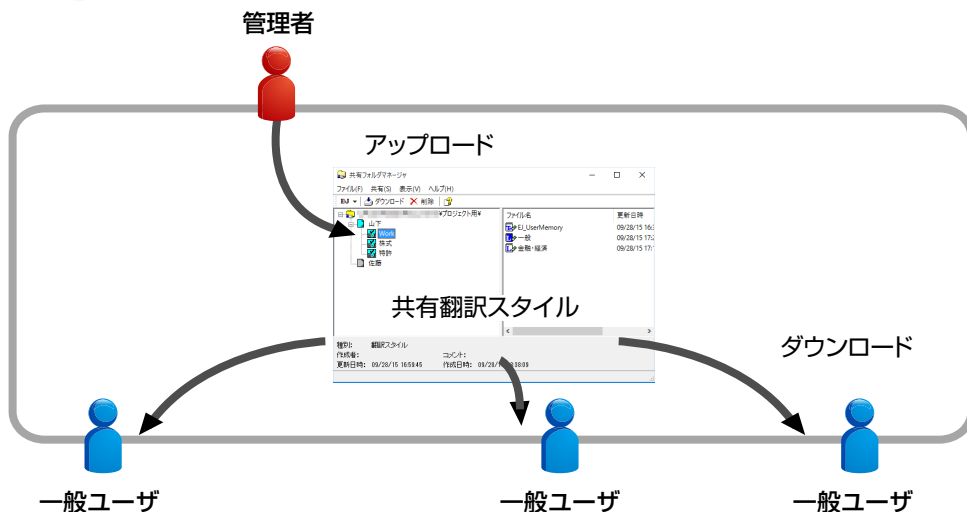 管理者
アップロード
共有フォルダマネージャ
ファイル(F) 共有(S) 表示(V) ヘルプ(H)
ダウンロード 削除
¥プロジェクト用¥
山下
Work
株式
特許
佐藤
ファイル名 更新日時
EJ_UserMemory 09/28/15 16:
一般 09/28/15 17:
金融・経済 09/28/15 17:
共有翻訳スタイル
ダウンロード
種別: 翻訳スタイル
作成者: コメント:
更新日時: 09/28/15 16:59:45 作成日時: 09/28/
一般ユーザ 一般ユーザ 一般ユーザ